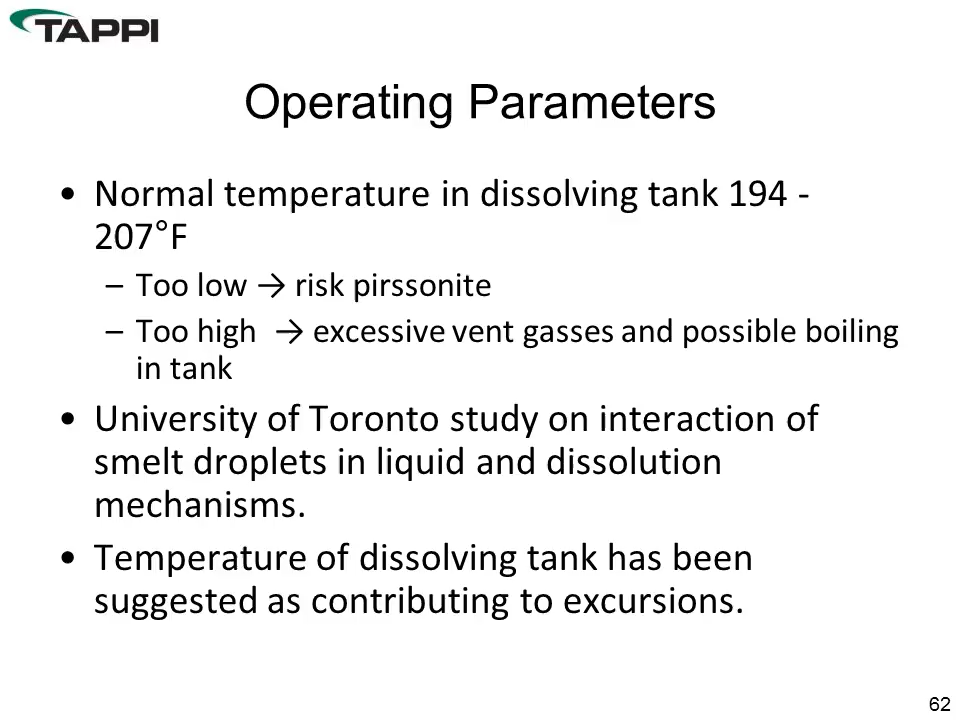 TAPPI
Operating Parameters
• Normal temperature in dissolving tank 194 -
207°F
– Too low → risk pirssonite
– Too high → excessive vent gasses and possible boiling
in tank
• University of Toronto study on interaction of
smelt droplets in liquid and dissolution
mechanisms.
• Temperature of dissolving tank has been
suggested as contributing to excursions.
62